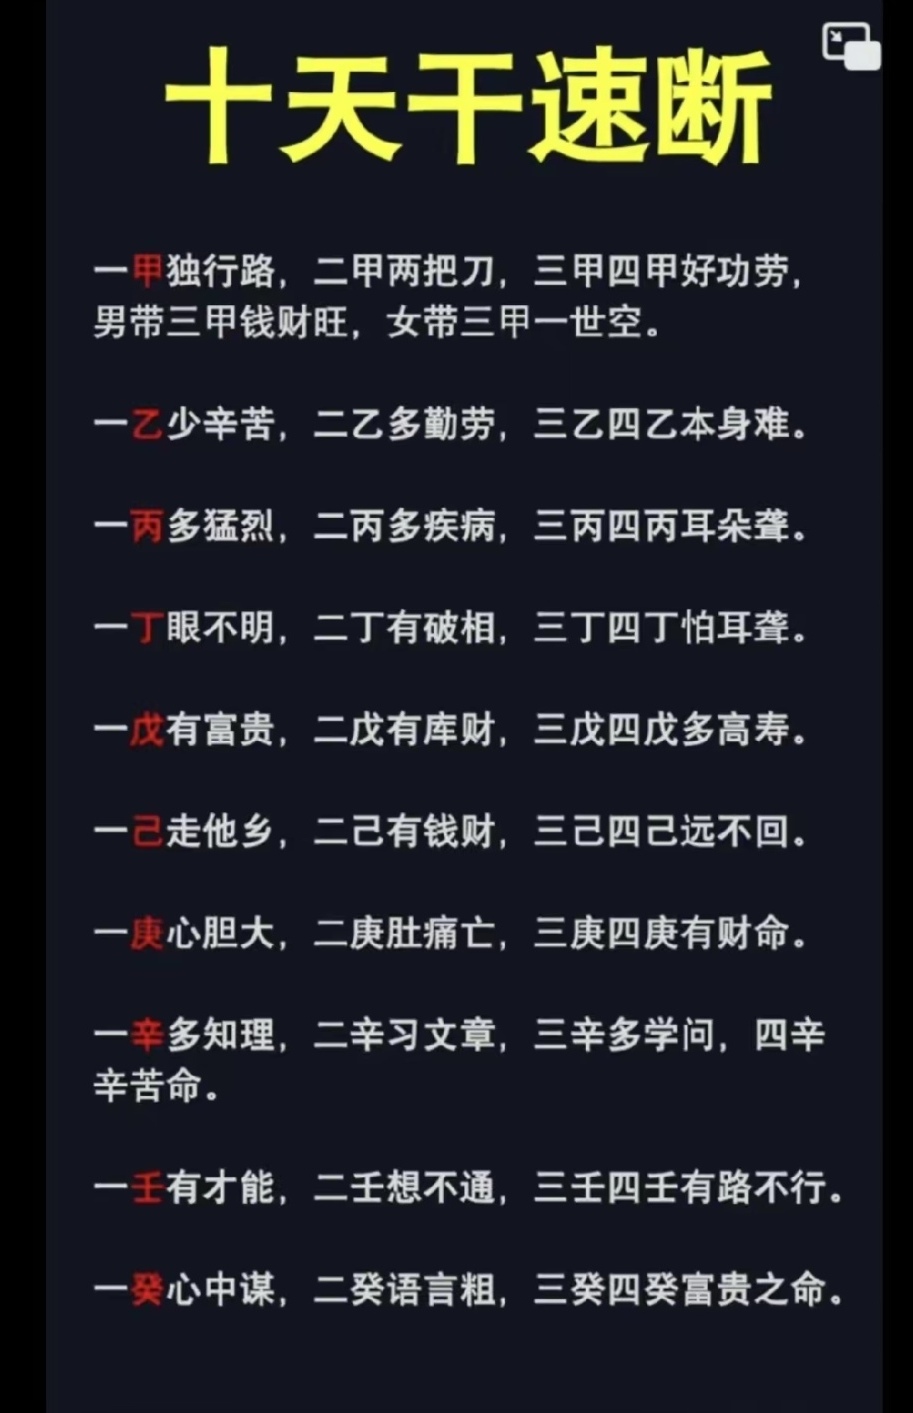 十天干速断
一甲独行路，二甲两把刀，三甲四甲好功劳，
男带三甲钱财旺，女带三甲一世空。
一乙少辛苦，二乙多勤劳，三乙四乙本身难。
一丙多猛烈，二丙多疾病，三丙四丙耳朵聋。
一丁眼不明，二丁有破相，三丁四丁怕耳聋。
一戊有富贵，二戊有库财，三戊四戊多高寿。
一己走他乡，二己有钱财，三己四己远不回。
一庚心胆大，二庚肚痛亡，三庚四庚有财命。
一辛多知理，二辛习文章，三辛多学问，四辛
辛苦命。
一壬有才能，二壬想不通，三壬四壬有路不行。
一癸心中谋，二癸语言粗，三癸四癸富贵之命。